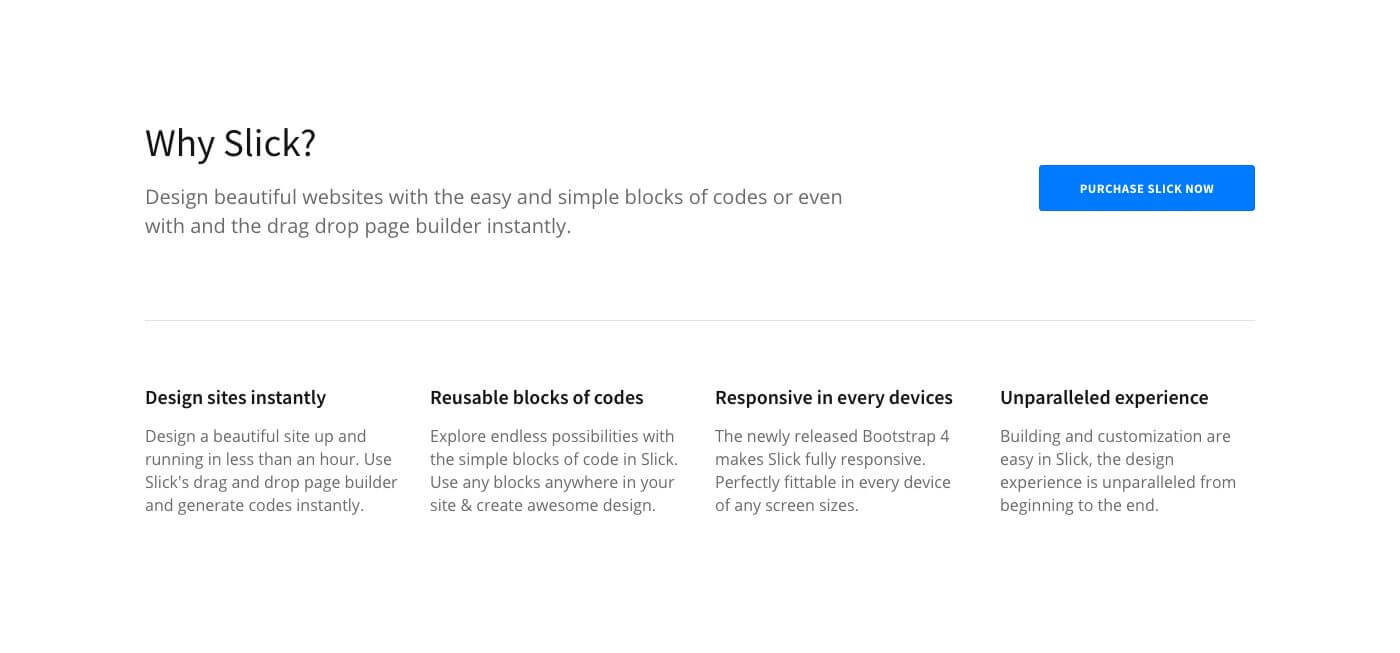 Why Slick?
Design beautiful websites with the easy and simple blocks of codes or even
with and the drag drop page builder instantly.
PURCHASE SLICK NOW
Design sites instantly
Design a beautiful site up and
running in less than an hour. Use
Slick's drag and drop page builder
and generate codes instantly.
Reusable blocks of codes
Explore endless possibilities with
the simple blocks of code in Slick.
Use any blocks anywhere in your
site & create awesome design.
Responsive in every devices
The newly released Bootstrap 4
makes Slick fully responsive.
Perfectly fittable in every device
of any screen sizes.
Unparalleled experience
Building and customization are
easy in Slick, the design
experience is unparalleled from
beginning to the end.